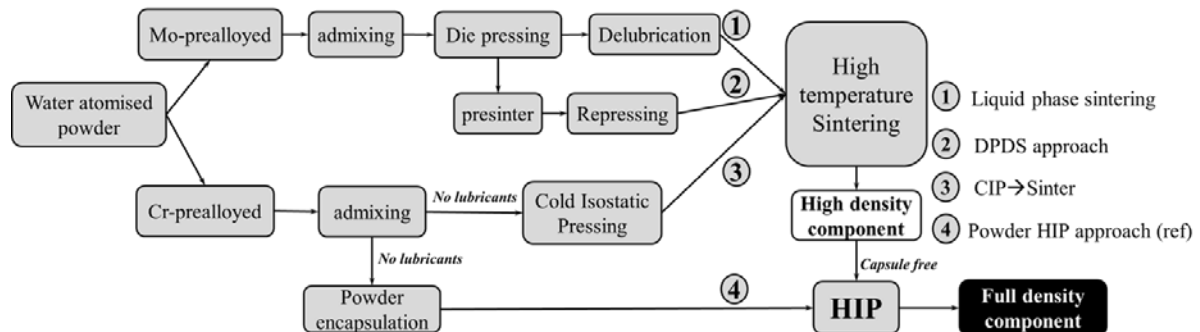 Mo-prealloyed
admixing
Die pressing
Delubrication
1
Water atomised
powder
presinter
Repressing
2
Cr-prealloyed
admixing
No lubricants
Cold Isostatic
Pressing
3
No lubricants
Powder
encapsulation
4
High
temperature
Sintering
High density
component
Capsule free
HIP
Full density
component
1 Liquid phase sintering
2 DPDS approach
3 CIP→Sinter
4 Powder HIP approach (ref)